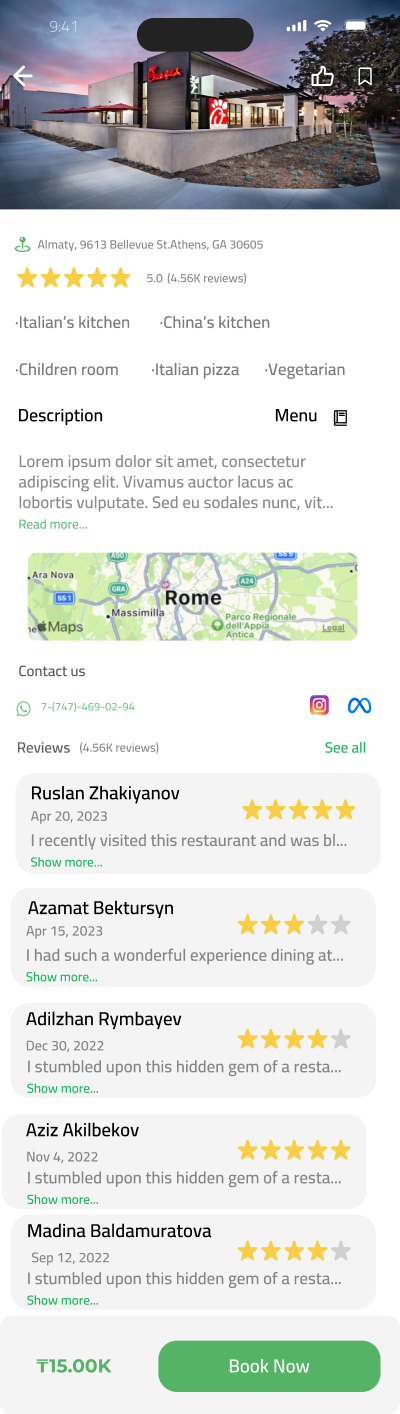 9:41
Chick-fil-A
Almaty, 9613 Bellevue St.Athens, GA 30605
5.0 (4.56K reviews)
·Italian’s kitchen ·China’s kitchen
·Children room ·Italian pizza ·Vegetarian
Description Menu
Lorem ipsum dolor sit amet, consectetur
adipiscing elit. Vivamus auctor lacus ac
lobortis vulputate. Sed eu sodales nunc, vit...
Read more...
A90
SS 5
Ara Nova
GRA
A24
SS 1
Rome
Massimilla
Parco Regionale
dell'Appia
Antica
Maps
Legal
Contact us
7-(747)-469-02-94
Reviews (4.56K reviews) See all
Ruslan Zhakiyanov
Apr 20, 2023
I recently visited this restaurant and was bl...
Show more...
Azamat Bektursyn
Apr 15, 2023
I had such a wonderful experience dining at...
Show more...
Adilzhan Rymbayev
Dec 30, 2022
I stumbled upon this hidden gem of a resta...
Show more...
Aziz Akilbekov
Nov 4, 2022
I stumbled upon this hidden gem of a resta...
Show more...
Madina Baldamuratova
Sep 12, 2022
I stumbled upon this hidden gem of a resta...
Show more...
₸15.00K Book Now